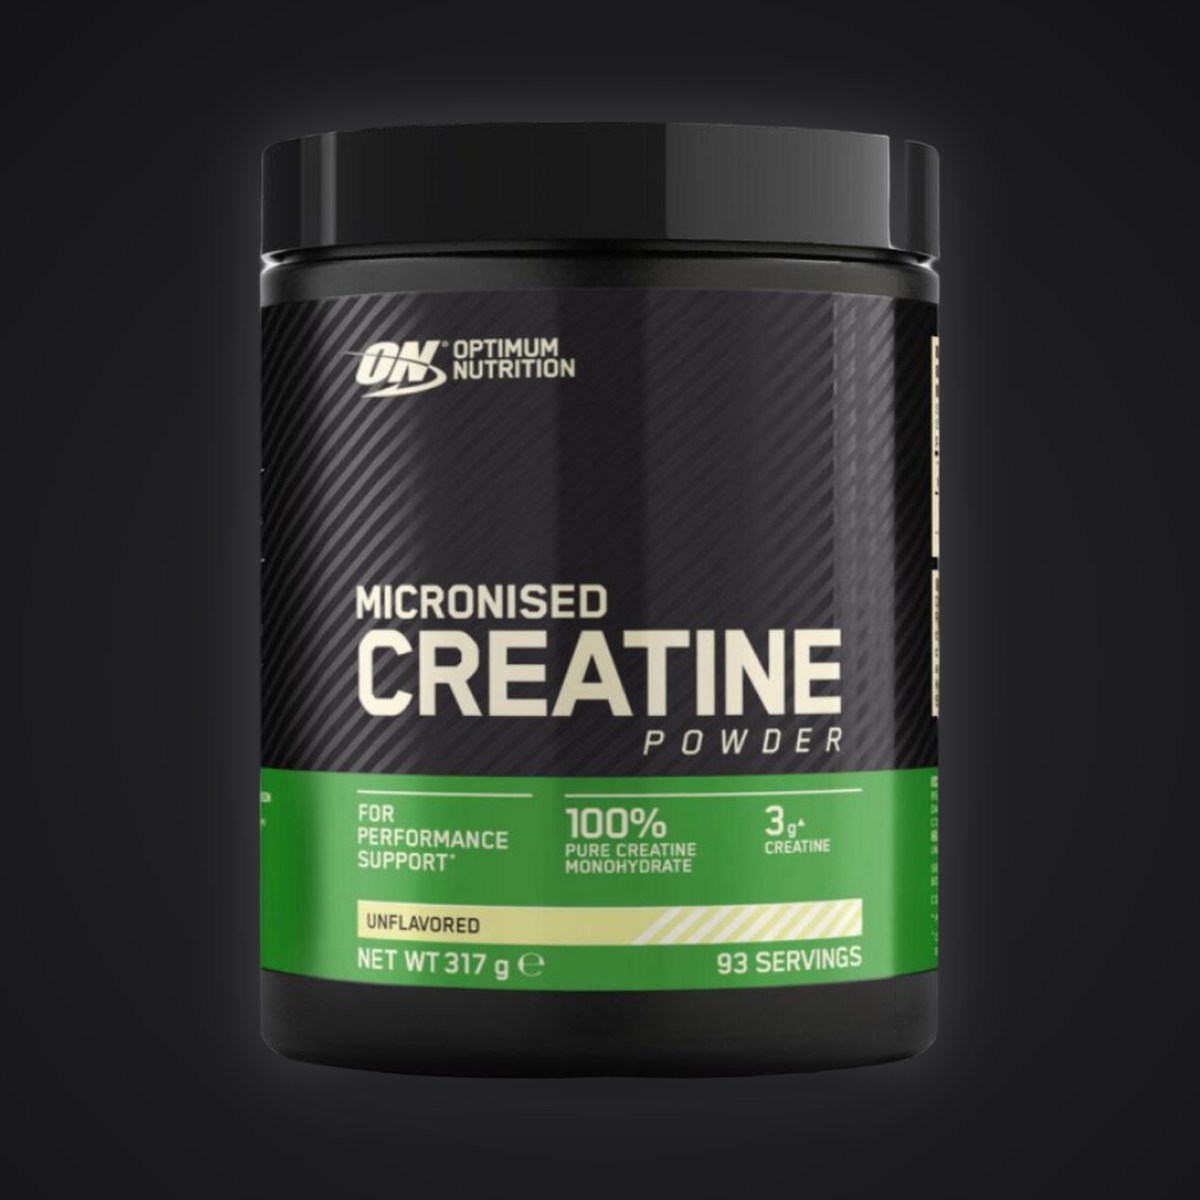 ON® OPTIMUM
NUTRITION
MICRONISED
CREATINE
POWDER
FOR
PERFORMANCE
SUPPORT*
100%
PURE CREATINE
MONOHYDRATE
3g▲
CREATINE
UNFLAVORED
NET WT 317 g ℮
93 SERVINGS